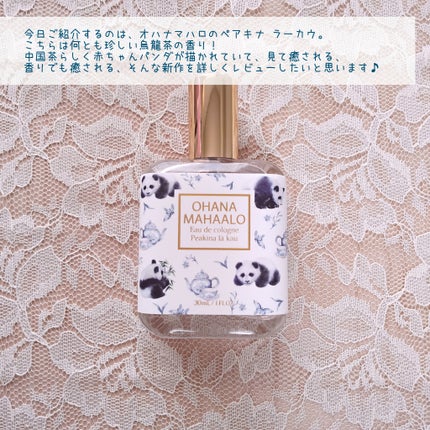 今日ご紹介するのは、オハナマハロのペアキナ ラーカウ。
こちらは何とも珍しい烏龍茶の香り！
中国茶らしく赤ちゃんパンダが描かれていて、見て癒される、
香りでも癒される、そんな新作を詳しくレビューしたいと思います♪
OHANA
MAHAALO
Eau de cologne
Peakina lā kau
30mL / 1 FL.OZ.